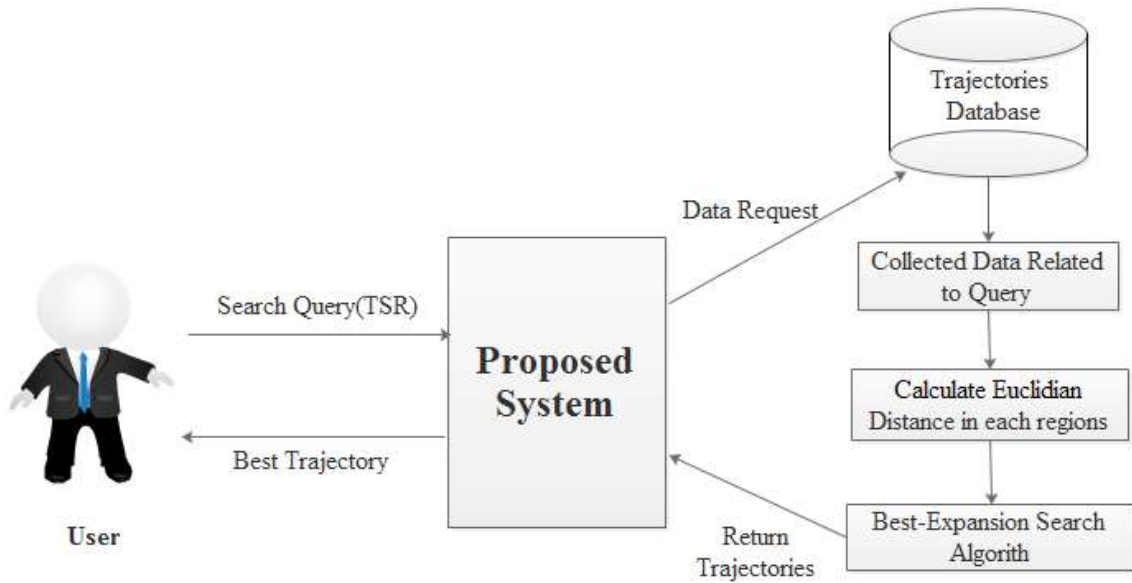 Trajectories
Database
Data Request
Collected Data Related
to Query
Search Query(TSR)
Proposed
System
Calculate Euclidian
Distance in each regions
Best Trajectory
User
Return
Trajectories
Best-Expansion Search
Algorith